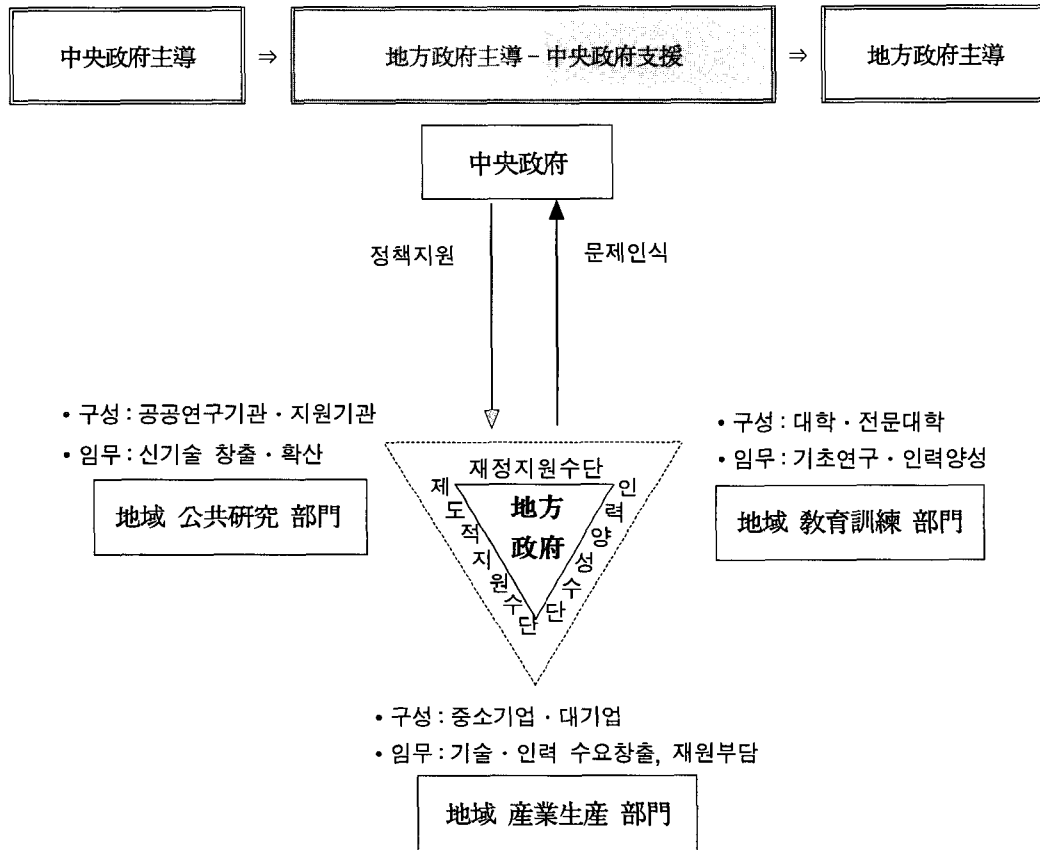 中央政府主導 ⇒ 地方政府主導 - 中央政府支援 ⇒ 地方政府主導
中央政府
정책지원 문제인식
• 구성 : 공공연구기관 · 지원기관
• 임무 : 신기술 창출 · 확산
地域 公共硏究 部門
• 구성 : 대학 · 전문대학
• 임무 : 기초연구 · 인력양성
地域 敎育訓練 部門
재정지원수단
제도적지원수단
인력양성수단
地方
政府
• 구성 : 중소기업 · 대기업
• 임무 : 기술 · 인력 수요창출, 재원부담
地域 産業生産 部門